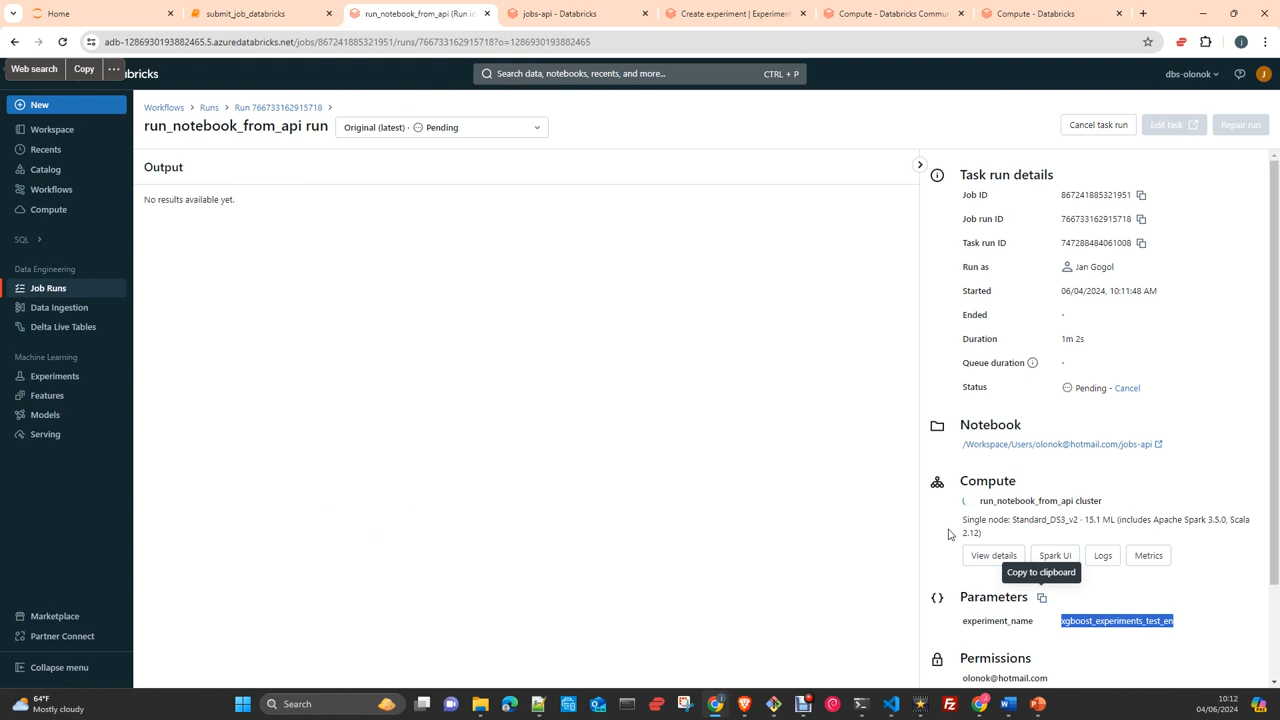 Home
submit_job_databricks
run_notebook_from_api (Run id
jobs-api - Databricks
Create experiment | Experiment
Compute - Databricks Commu
Compute - Databricks
adb-1286930193882465.5.azuredatabricks.net/jobs/867241885321951/runs/766733162915718?o=1286930193882465
Web search
Copy
bricks
Search data, notebooks, recents, and more...
CTRL + P
dbs-olonok
J
New
Workspace
Recents
Catalog
Workflows
Compute
SQL
Data Engineering
Job Runs
Data Ingestion
Delta Live Tables
Machine Learning
Experiments
Features
Models
Serving
Marketplace
Partner Connect
Collapse menu
Workflows > Runs > Run 766733162915718 >
run_notebook_from_api run
Original (latest) · Pending
Cancel task run
Edit task
Repair run
Output
No results available yet.
Task run details
Job ID 867241885321951
Job run ID 766733162915718
Task run ID 747288484061008
Run as Jan Gogol
Started 06/04/2024, 10:11:48 AM
Ended -
Duration 1m 2s
Queue duration -
Status Pending - Cancel
Notebook
/Workspace/Users/olonok@hotmail.com/jobs-api
Compute
run_notebook_from_api cluster
Single node: Standard_DS3_v2 · 15.1 ML (includes Apache Spark 3.5.0, Scala
2.12)
View details
Spark UI
Logs
Metrics
Copy to clipboard
Parameters
experiment_name xgboost_experiments_test_en
Permissions
olonok@hotmail.com
64°F
Mostly cloudy
Search
10:12
04/06/2024